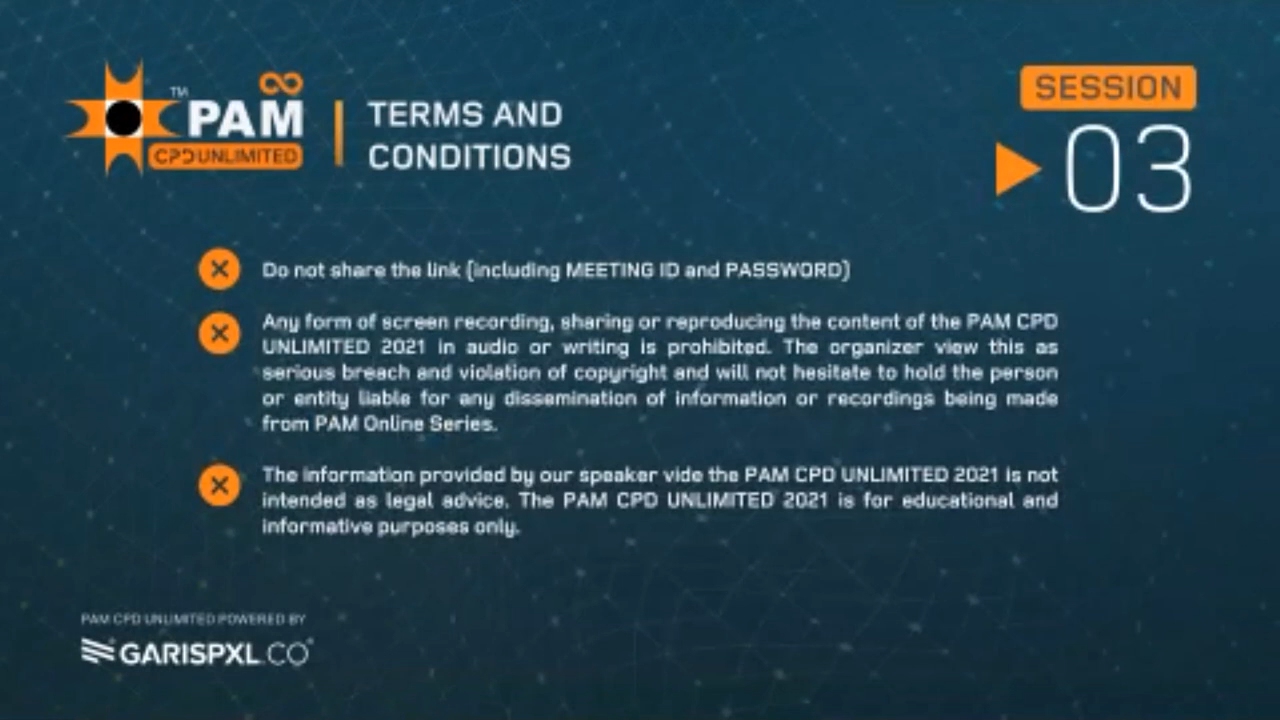 TM
PAM
CPD UNLIMITED
TERMS AND
CONDITIONS
SESSION
03
Do not share the link (including MEETING ID and PASSWORD)
Any form of screen recording, sharing or reproducing the content of the PAM CPD
UNLIMITED 2021 in audio or writing is prohibited. The organizer view this as
serious breach and violation of copyright and will not hesitate to hold the person
or entity liable for any dissemination of information or recordings being made
from PAM Online Series.
The information provided by our speaker vide the PAM CPD UNLIMITED 2021 is not
intended as legal advice. The PAM CPD UNLIMITED 2021 is for educational and
informative purposes only.
PAM CPD UNLIMITED POWERED BY
GARISPXL.CO